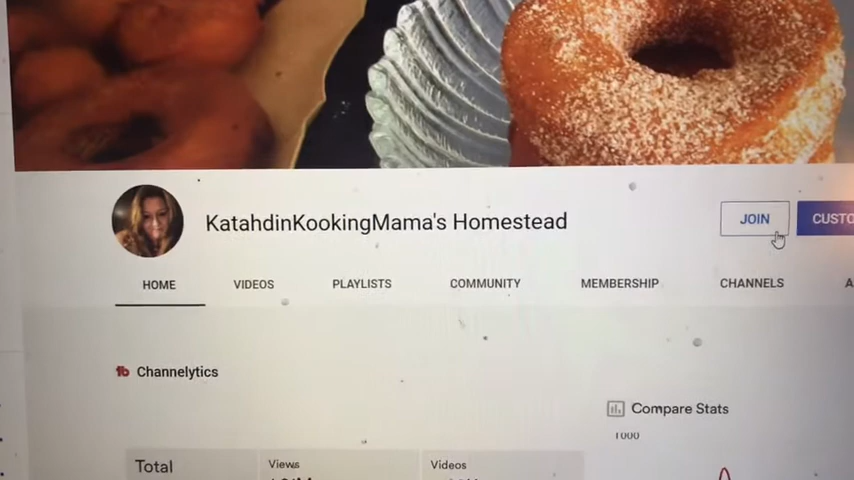 KatahdinKookingMama's Homestead
JOIN
CUSTO
HOME
VIDEOS
PLAYLISTS
COMMUNITY
MEMBERSHIP
CHANNELS
A
Channelytics
Compare Stats
1000
Total
Views
Videos